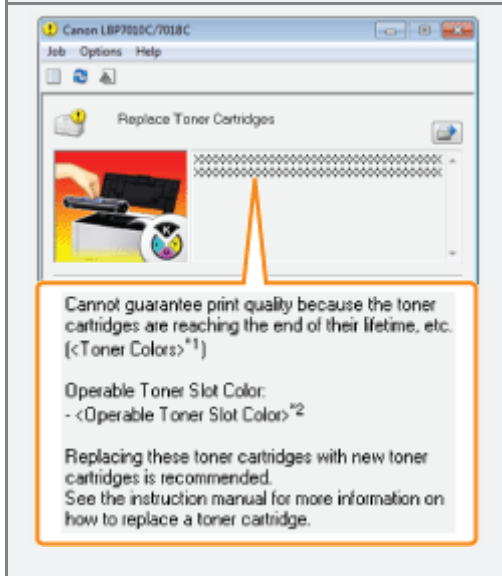 Canon LBP7010C/7018C
Job Options Help
Replace Toner Cartridges
XXXXXXXXXXXXXXXXXXXXXXXXXXXXXXXXXXX
XXXXXXXXXXXXXXXXXXXXXXXXXXXXXXXXXXX
K
Cannot guarantee print quality because the toner
cartridges are reaching the end of their lifetime, etc.
(<Toner Colors>*1)
Operable Toner Slot Color:
- <Operable Toner Slot Color>*2
Replacing these toner cartridges with new toner
cartridges is recommended.
See the instruction manual for more information on
how to replace a toner cartridge.